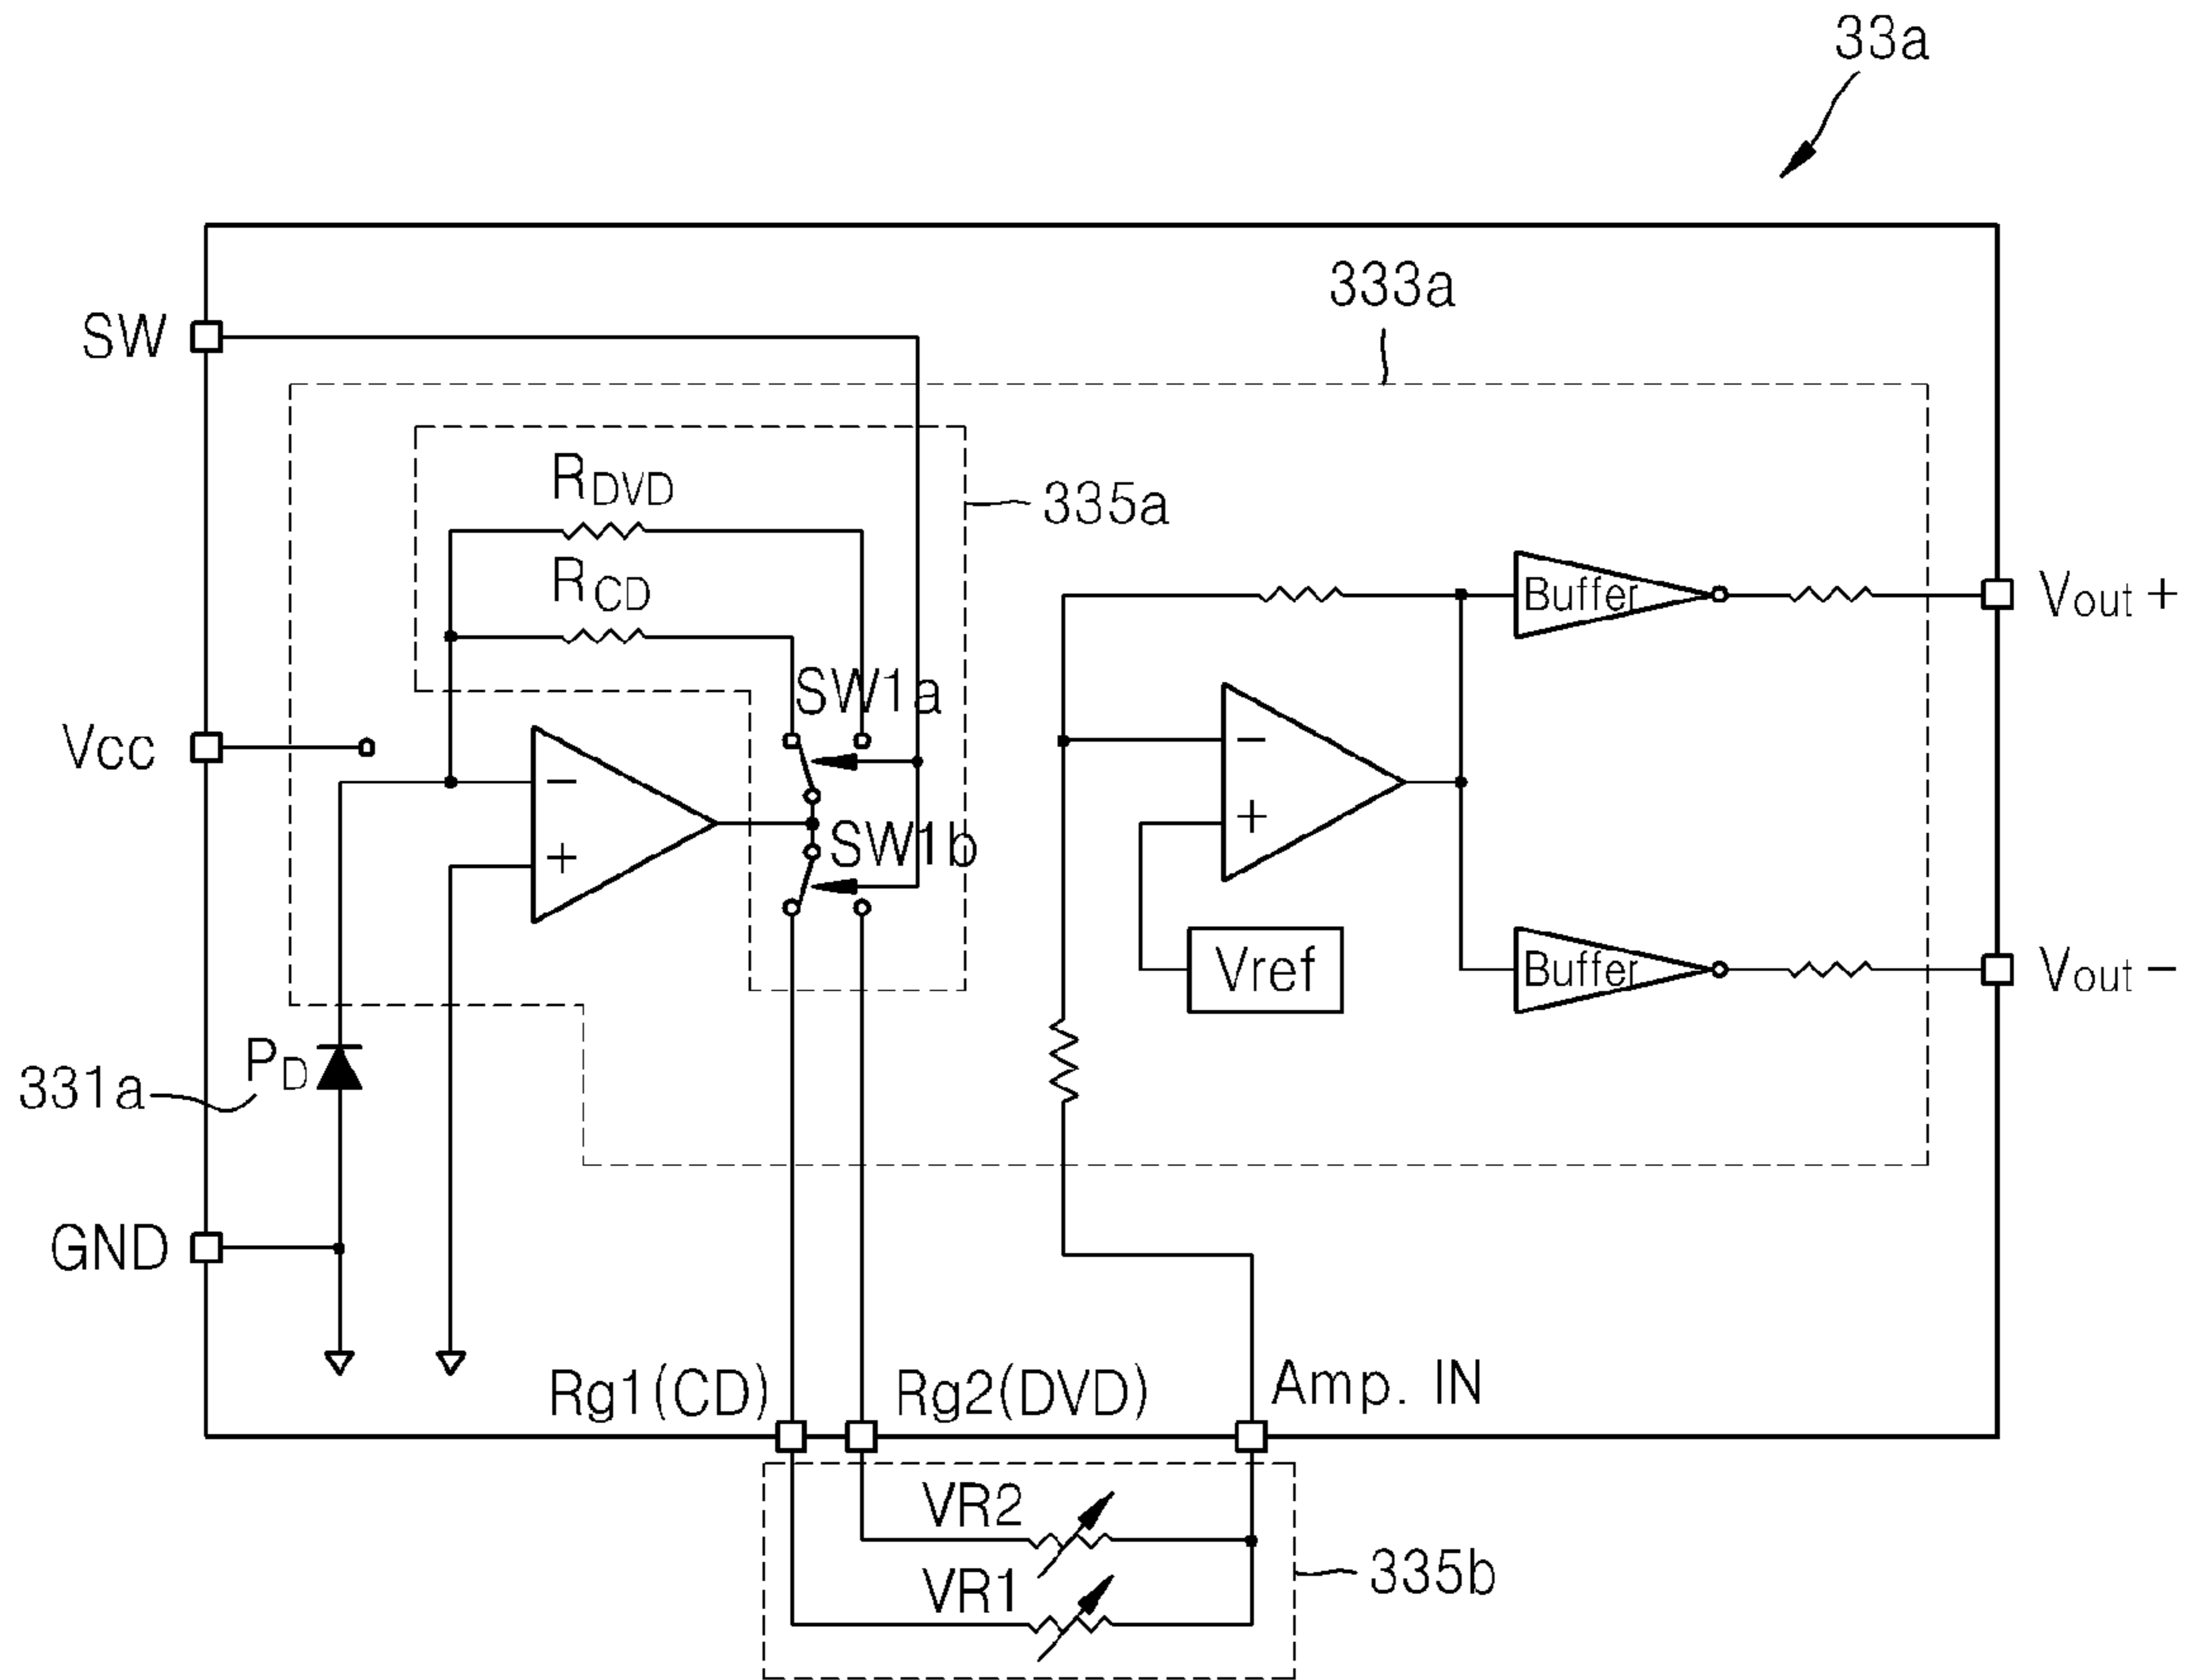 33a
333a
SW
RDVD
335a
RCD
Buffer
Vout +
SW1a
Vcc
−
−
SW1b
+
+
Vref
Buffer
Vout −
PD
331a
GND
Rg1(CD)
Rg2(DVD)
Amp. IN
VR2
335b
VR1